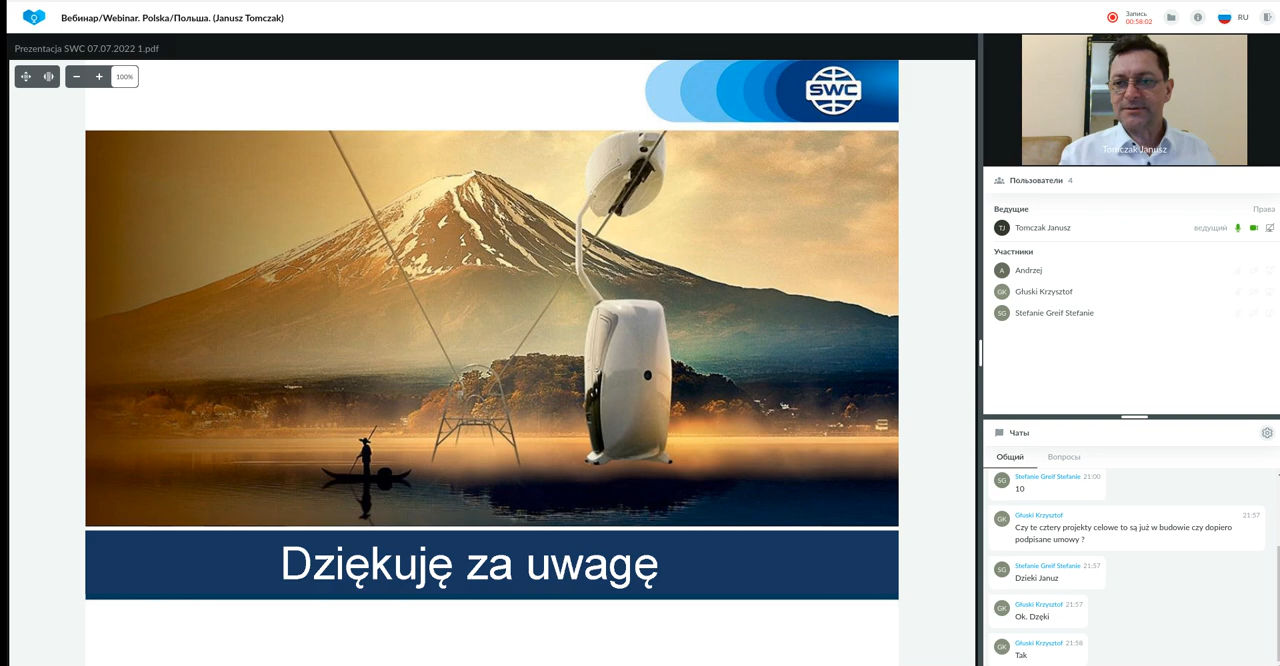 Вебинар/Webinar. Polska/Польша. (Janusz Tomczak)
Запись
00:58:02
RU
Prezentacja SWC 07.07.2022 1.pdf
100%
SWC
Dziękuję za uwagę
Tomczak Janusz
Пользователи 4
Ведущие Права
TJ Tomczak Janusz ведущий
Участники
A Andrzej
GK Głuski Krzysztof
SG Stefanie Greif Stefanie
Чаты
Общий Вопросы
SG Stefanie Greif Stefanie 21:00
10
GK Głuski Krzysztof 21:57
Czy te cztery projekty celowe to są już w budowie czy dopiero
podpisane umowy ?
SG Stefanie Greif Stefanie 21:57
Dzieki Januz
GK Głuski Krzysztof 21:57
Ok. Dzęki
GK Głuski Krzysztof 21:58
Tak